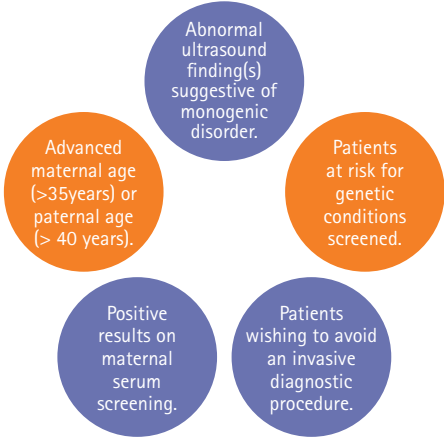 Abnormal
ultrasound
finding(s)
suggestive of
monogenic
disorder.
Advanced
maternal age
(>35years) or
paternal age
(> 40 years).
Patients
at risk for
genetic
conditions
screened.
Positive
results on
maternal
serum
screening.
Patients
wishing to avoid
an invasive
diagnostic
procedure.